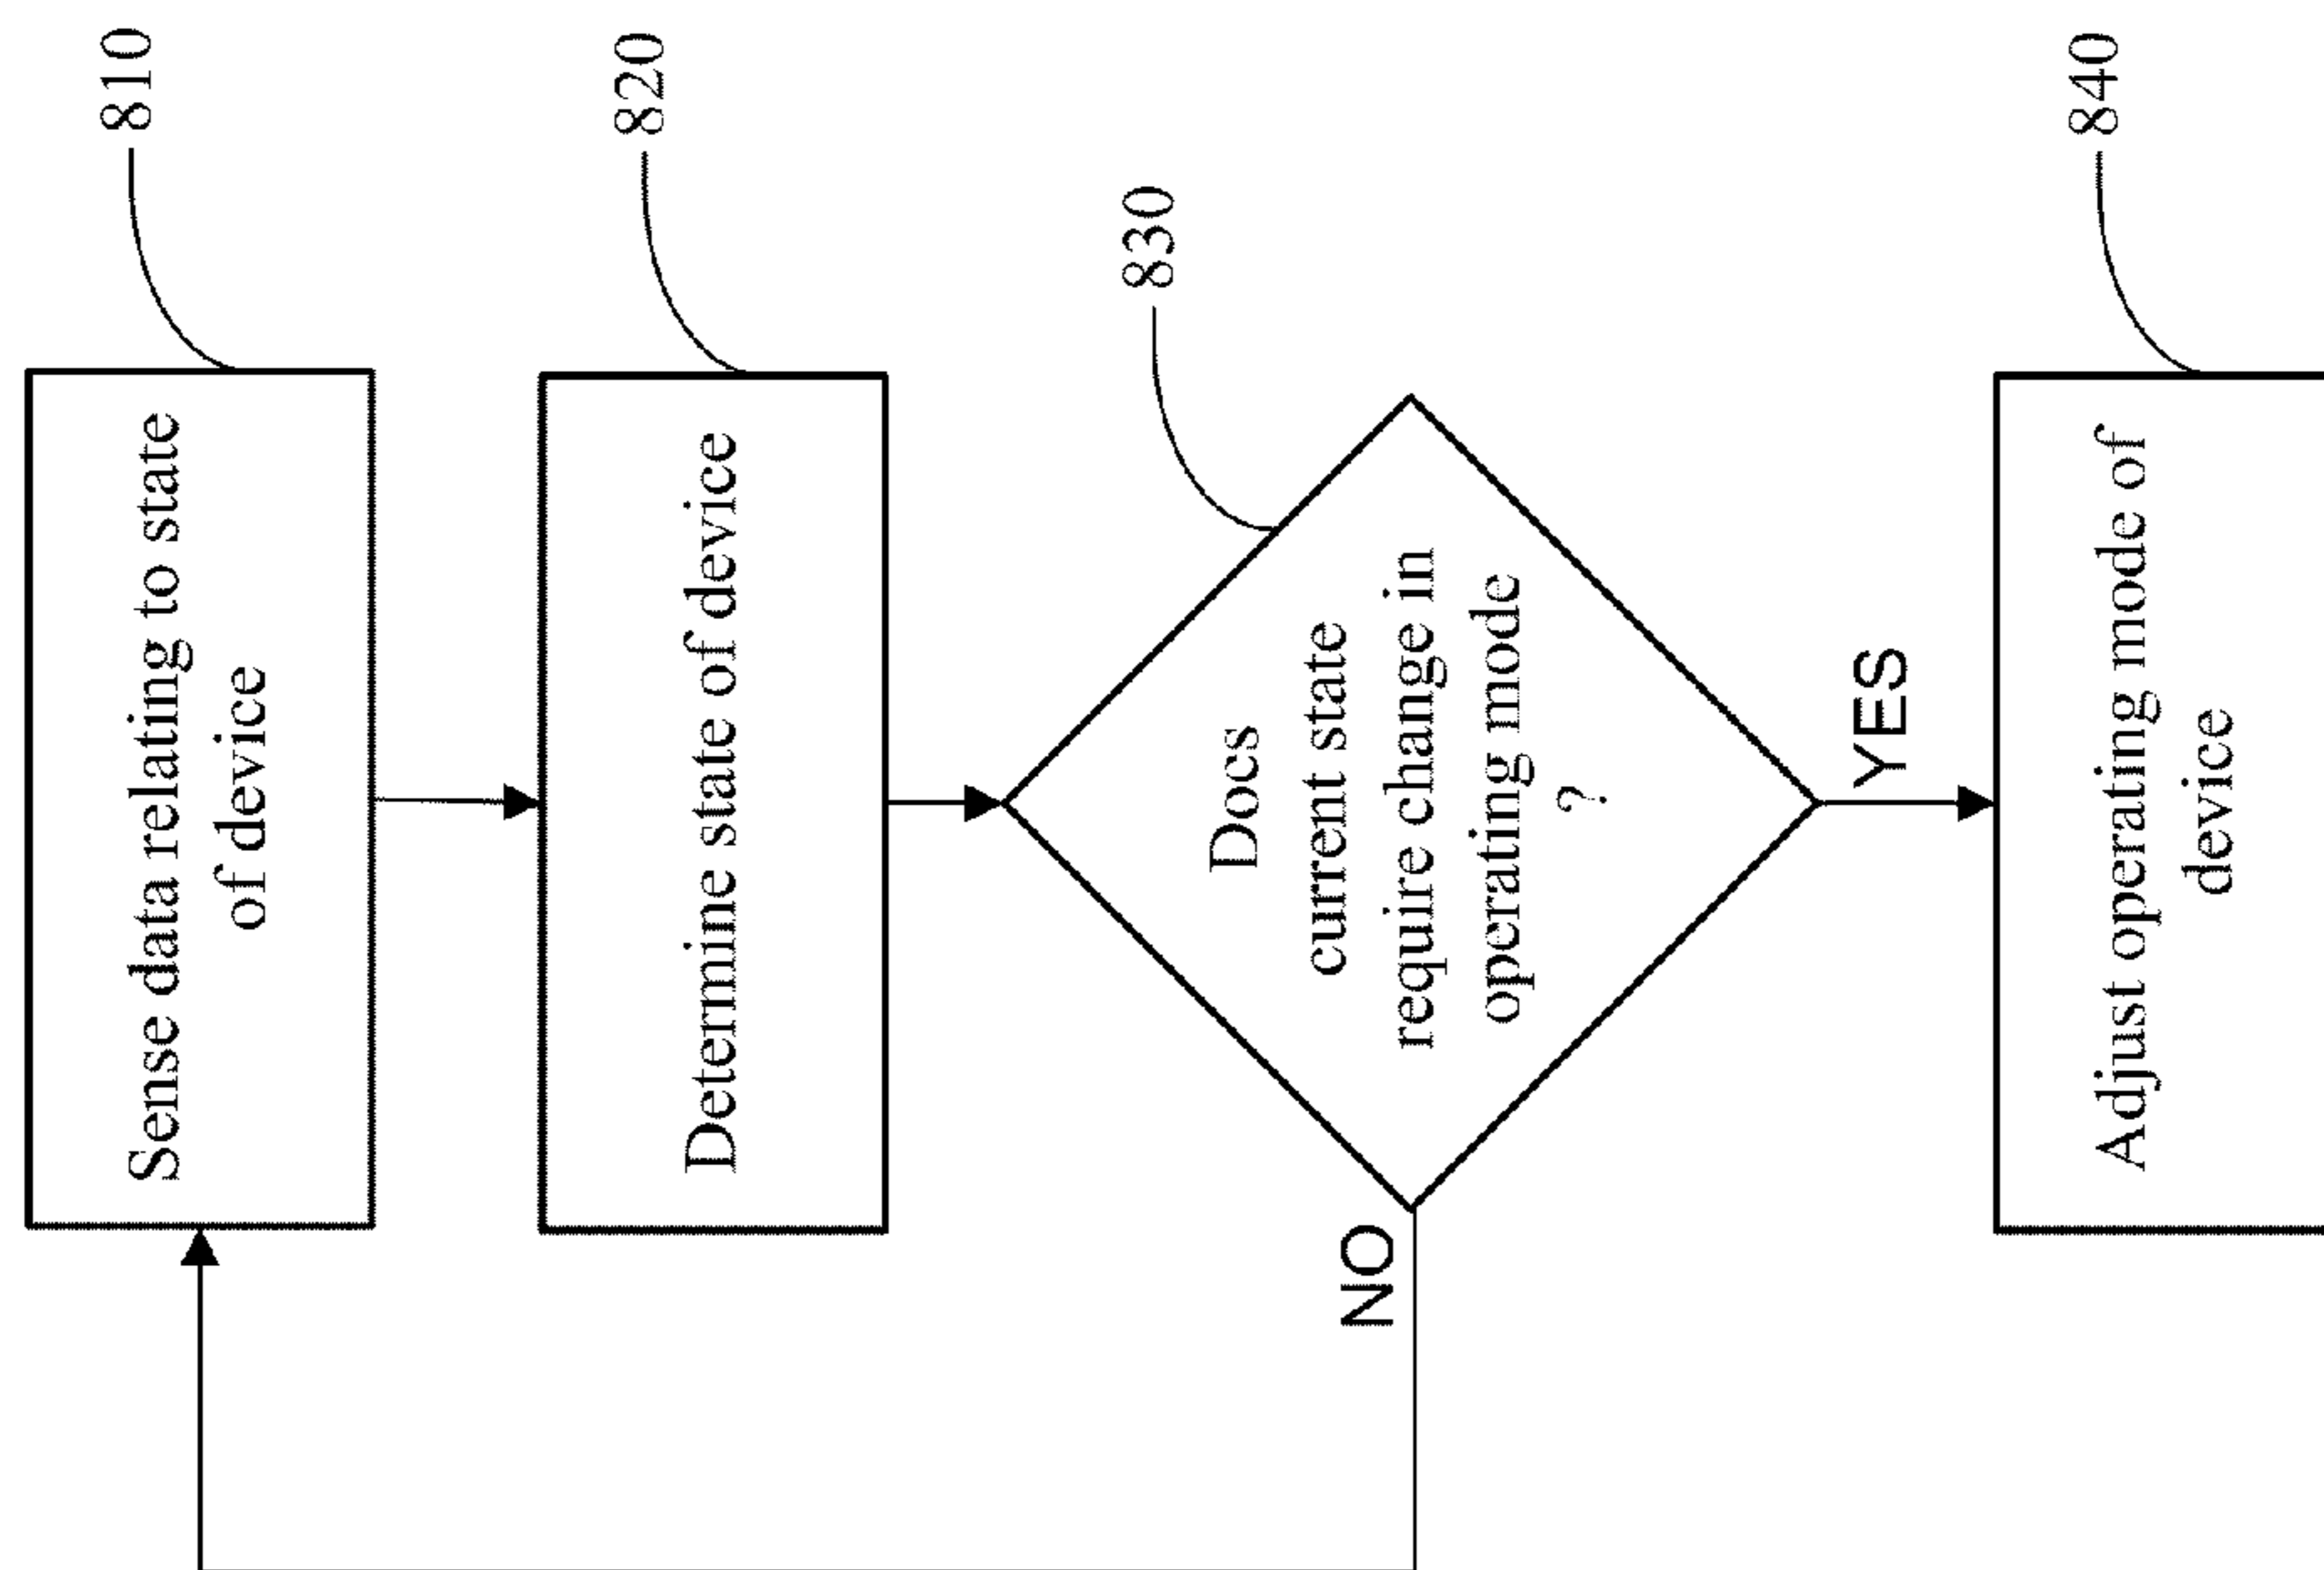 810
Sense data relating to state
of device
820
Determine state of device
830
Does
current state
require change in
operating mode
?
NO
YES
840
Adjust operating mode of
device